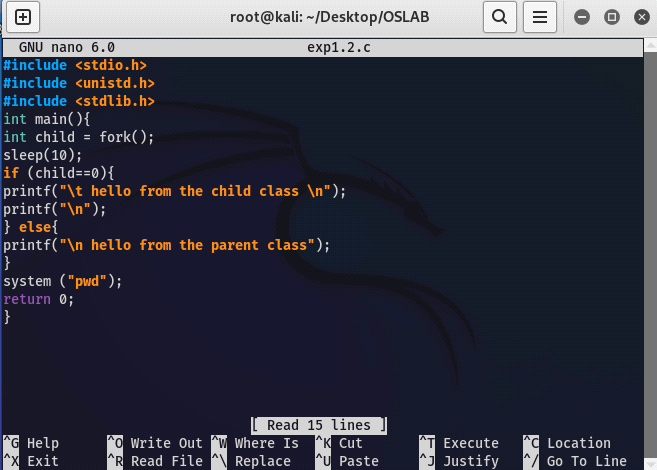 root@kali: ~/Desktop/OSLAB
GNU nano 6.0 exp1.2.c
#include <stdio.h>
#include <unistd.h>
#include <stdlib.h>
int main(){
int child = fork();
sleep(10);
if (child==0){
printf("\t hello from the child class \n");
printf("\n");
} else{
printf("\n hello from the parent class");
}
system ("pwd");
return 0;
}
[ Read 15 lines ]
^G Help ^O Write Out ^W Where Is ^K Cut ^T Execute ^C Location
^X Exit ^R Read File ^\ Replace ^U Paste ^J Justify ^/ Go To Line